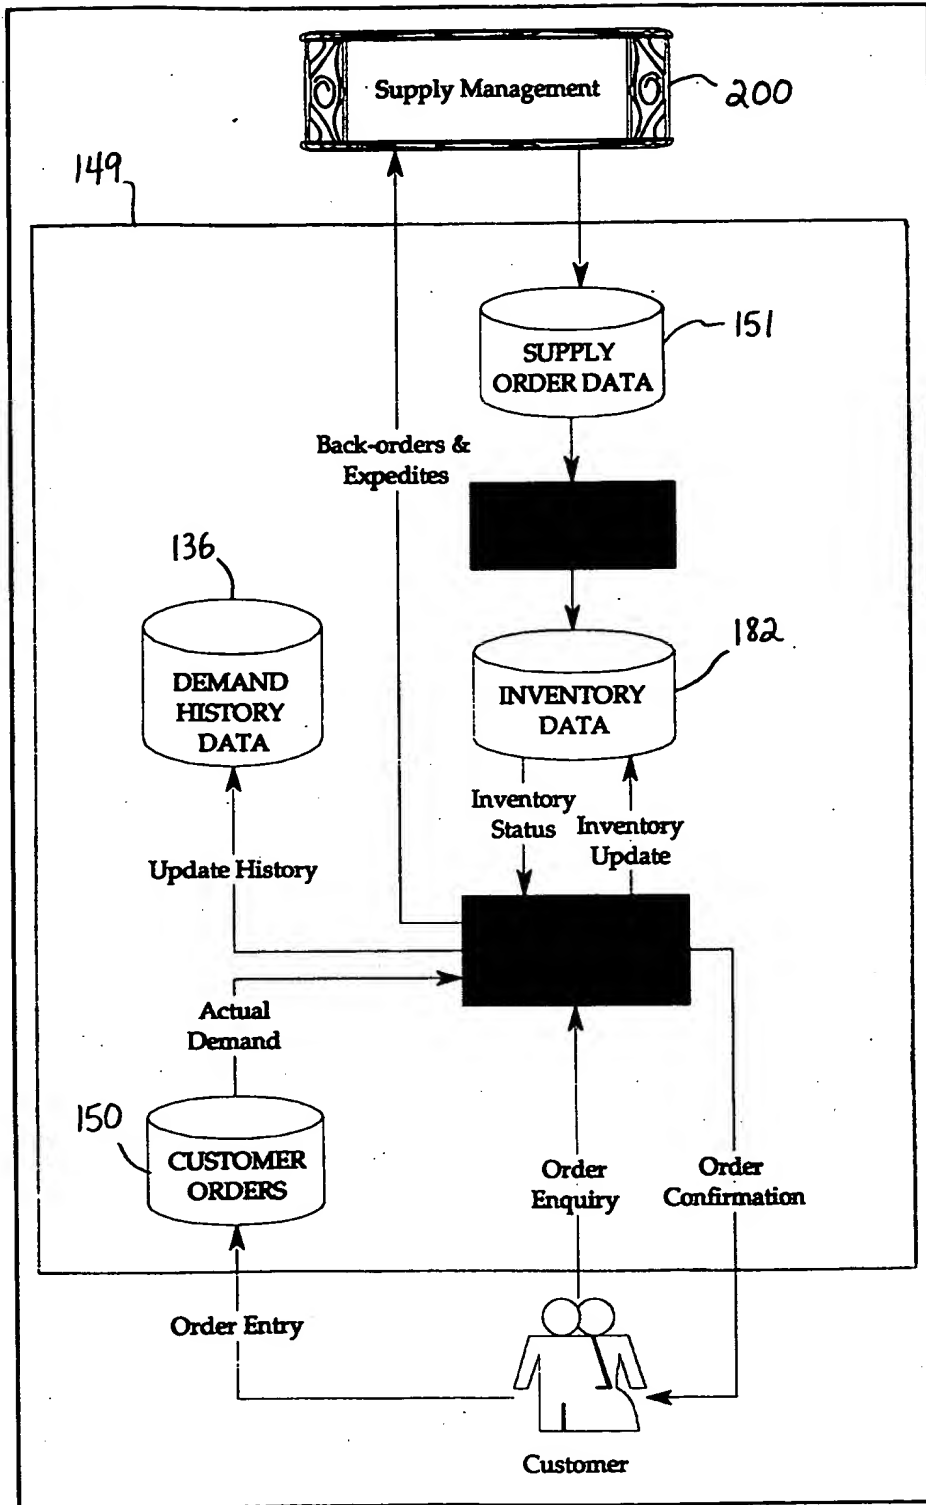 Supply Management
200
149
SUPPLY
ORDER DATA
151
Back-orders &
Expedites
136
DEMAND
HISTORY
DATA
182
INVENTORY
DATA
Inventory
Status
Inventory
Update
Update History
Actual
Demand
150
CUSTOMER
ORDERS
Order
Enquiry
Order
Confirmation
Order Entry
Customer